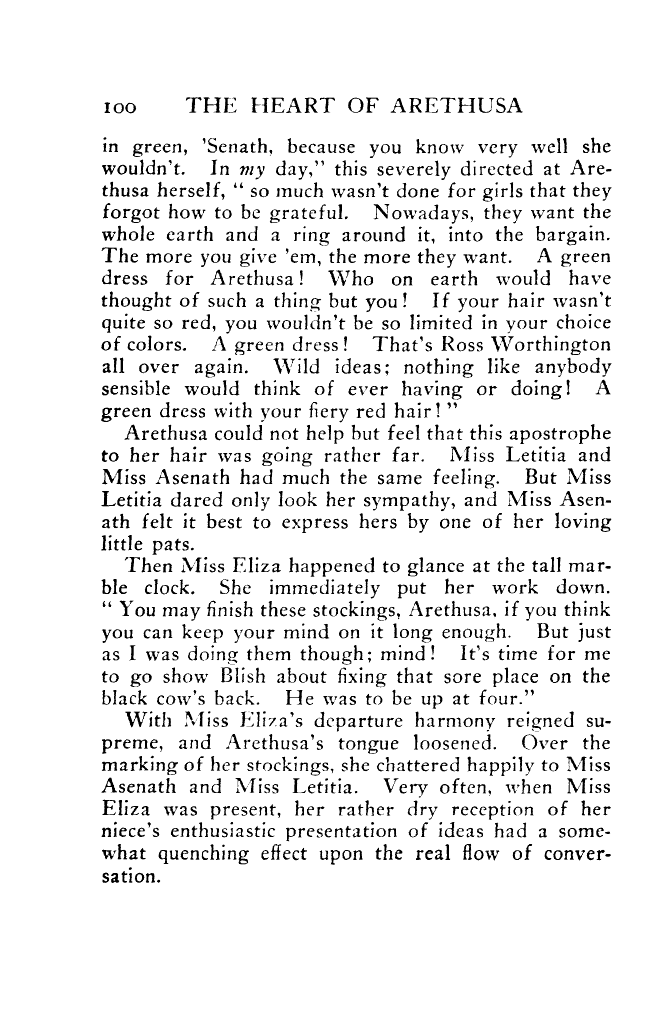 100 THE HEART OF ARETHUSA
in green, 'Senath, because you know very well she
wouldn't. In my day," this severely directed at Are-
thusa herself, " so much wasn't done for girls that they
forgot how to be grateful. Nowadays, they want the
whole earth and a ring around it, into the bargain.
The more you give 'em, the more they want. A green
dress for Arethusa! Who on earth would have
thought of such a thing but you! If your hair wasn't
quite so red, you wouldn't be so limited in your choice
of colors. A green dress! That's Ross Worthington
all over again. Wild ideas; nothing like anybody
sensible would think of ever having or doing! A
green dress with your fiery red hair!"
Arethusa could not help but feel that this apostrophe
to her hair was going rather far. Miss Letitia and
Miss Asenath had much the same feeling. But Miss
Letitia dared only look her sympathy, and Miss Asen-
ath felt it best to express hers by one of her loving
little pats.
Then Miss Eliza happened to glance at the tall mar-
ble clock. She immediately put her work down.
" You may finish these stockings, Arethusa, if you think
you can keep your mind on it long enough. But just
as I was doing them though; mind! It's time for me
to go show Blish about fixing that sore place on the
black cow's back. He was to be up at four."
With Miss Eliza's departure harmony reigned su-
preme, and Arethusa's tongue loosened. Over the
marking of her stockings, she chattered happily to Miss
Asenath and Miss Letitia. Very often, when Miss
Eliza was present, her rather dry reception of her
niece's enthusiastic presentation of ideas had a some-
what quenching effect upon the real flow of conver-
sation.